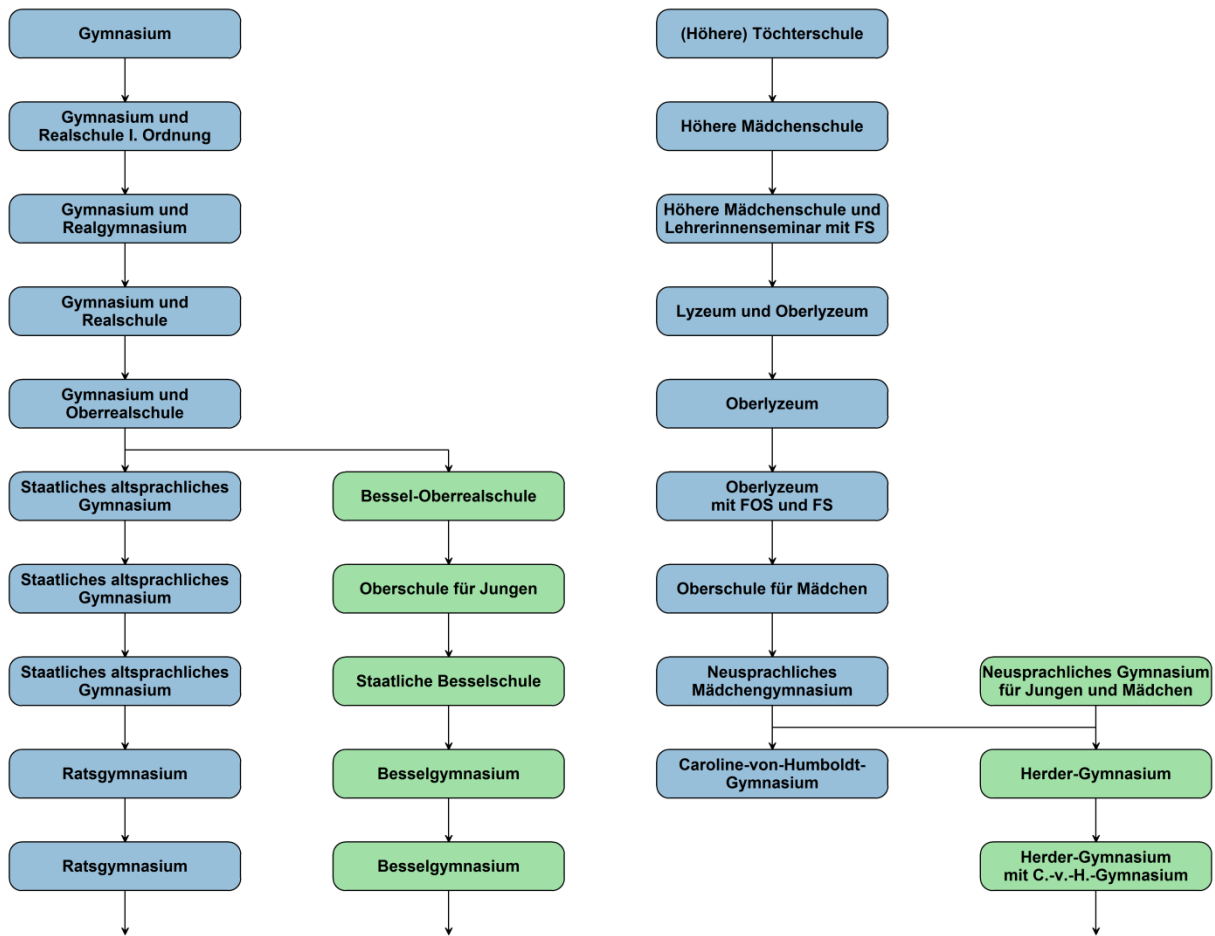 Gymnasium
Gymnasium und
Realschule I. Ordnung
Gymnasium und
Realgymnasium
Gymnasium und
Realschule
Gymnasium und
Oberrealschule
Staatliches altsprachliches
Gymnasium
Staatliches altsprachliches
Gymnasium
Staatliches altsprachliches
Gymnasium
Ratsgymnasium
Ratsgymnasium
Bessel-Oberrealschule
Oberschule für Jungen
Staatliche Besselschule
Besselgymnasium
Besselgymnasium
(Höhere) Töchterschule
Höhere Mädchenschule
Höhere Mädchenschule und
Lehrerinnenseminar mit FS
Lyzeum und Oberlyzeum
Oberlyzeum
Oberlyzeum
mit FOS und FS
Oberschule für Mädchen
Neusprachliches
Mädchengymnasium
Caroline-von-Humboldt-
Gymnasium
Neusprachliches Gymnasium
für Jungen und Mädchen
Herder-Gymnasium
Herder-Gymnasium
mit C.-v.-H.-Gymnasium